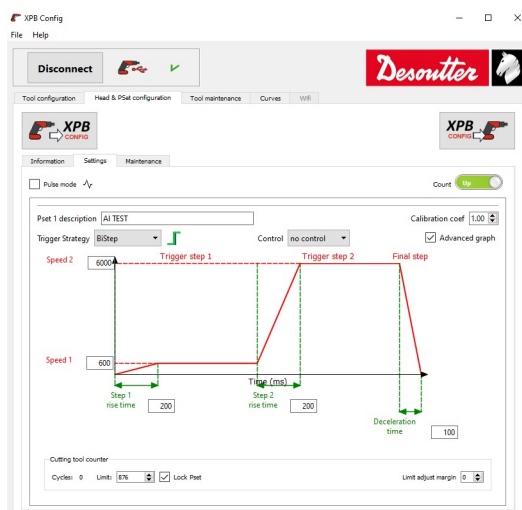 XPB Config
File Help
Disconnect
Desoutter
Tool configuration Head & PSet configuration Tool maintenance Curves Wifi
XPB
CONFIG
XPB
CONFIG
Information Settings Maintenance
Pulse mode
Count Up
Pset 1 description AI TEST
Calibration coef 1.00
Trigger Strategy BiStep
Control no control
Advanced graph
Speed 2 6000 Trigger step 1 Trigger step 2 Final step
Speed 1 600
Time (ms)
Step 1
rise time 200
Step 2
rise time 200
Deceleration
time 100
Cutting tool counter
Cycles: 0 Limit: 876 Lock Pset
Limit adjust margin 0